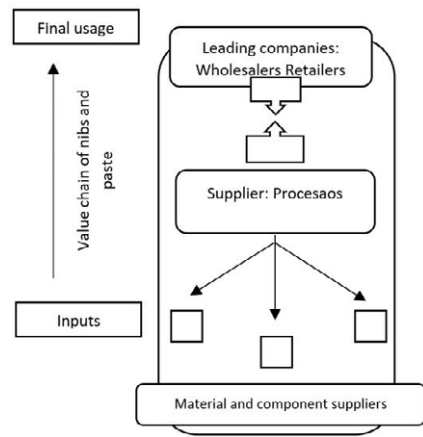 Final usage
Leading companies:
Wholesalers Retailers
Value chain of nibs and
paste
Supplier: Procesaos
Inputs
Material and component suppliers